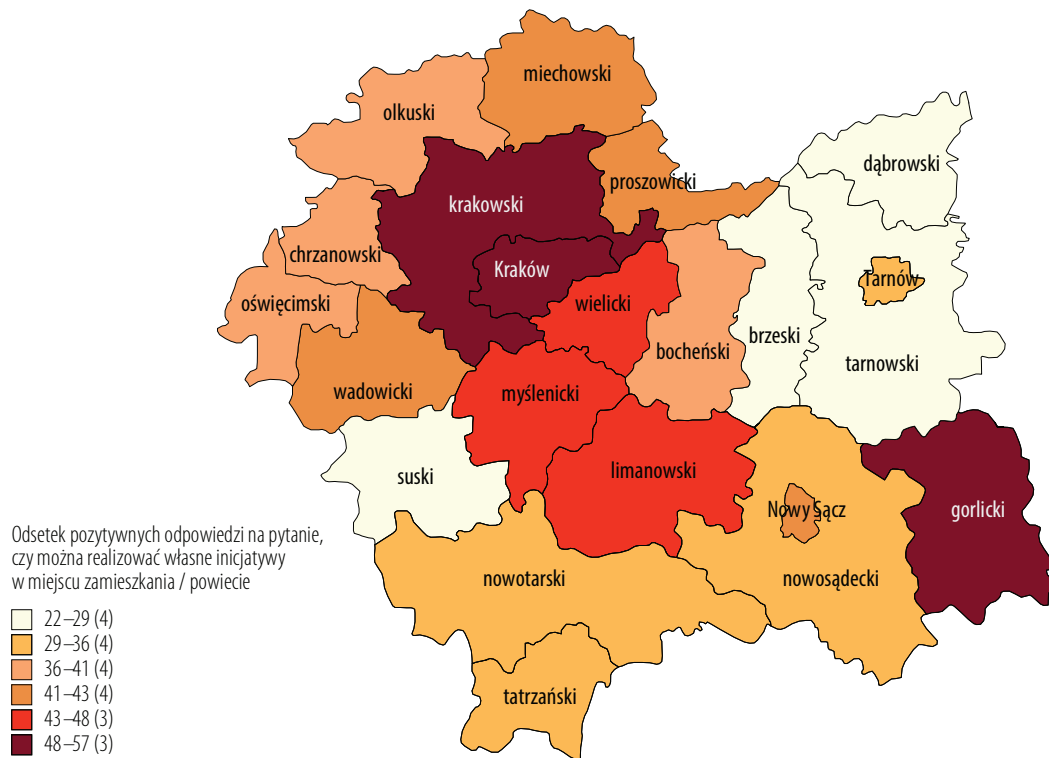 miechowski
olkuski
dąbrowski
proszowicki
krakowski
chrzanowski
Kraków
Tarnów
oświęcimski
wielicki
brzeski
bocheński
tarnowski
wadowicki
myślenicki
suski
limanowski
Nowy Sącz
gorlicki
nowotarski
nowosądecki
tatrzański
Odsetek pozytywnych odpowiedzi na pytanie,
czy można realizować własne inicjatywy
w miejscu zamieszkania / powiecie
22–29 (4)
29–36 (4)
36–41 (4)
41–43 (4)
43–48 (3)
48–57 (3)